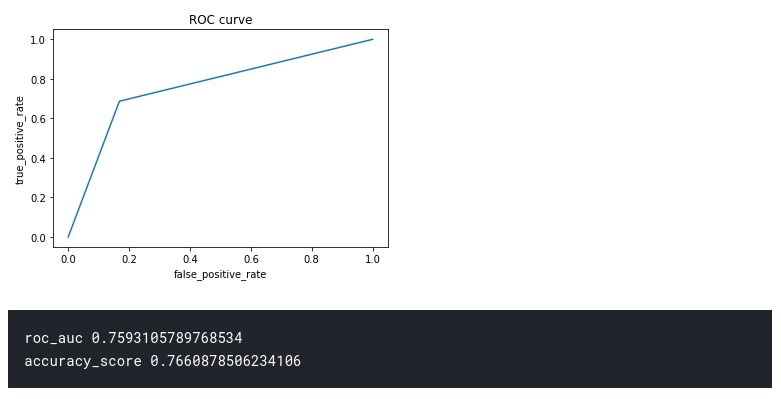 ROC curve
1.0
0.8
0.6
0.4
0.2
0.0
true_positive_rate
0.0 0.2 0.4 0.6 0.8 1.0
false_positive_rate
roc_auc 0.7593105789768534
accuracy_score 0.7660878506234106